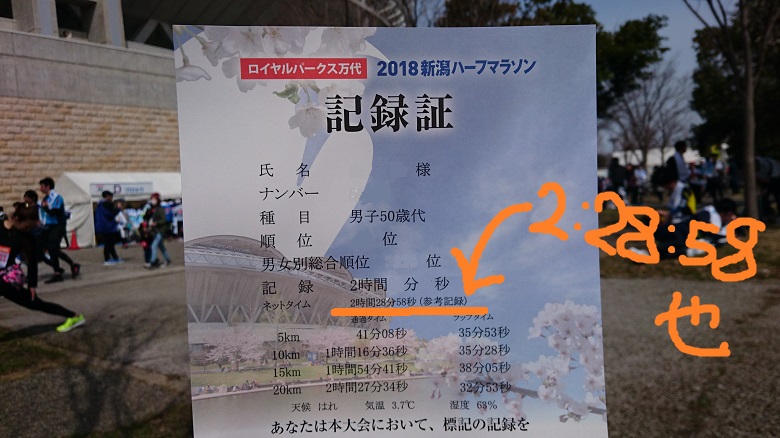 ロイヤルパークス万代 2018新潟ハーフマラソン
記録証
氏 名 様
ナンバー
種 目 男子50歳代
順 位 位
男女別総合順位 位
記 録 2時間 分 秒
ネットタイム 2時間28分58秒(参考記録)
通過タイム ラップタイム
5km 41分08秒 35分53秒
10km 1時間16分36秒 35分28秒
15km 1時間54分41秒 38分05秒
20km 2時間27分34秒 32分53秒
天候 はれ 気温 3.7℃ 湿度 63%
あなたは本大会において、標記の記録を
2:28:58
也